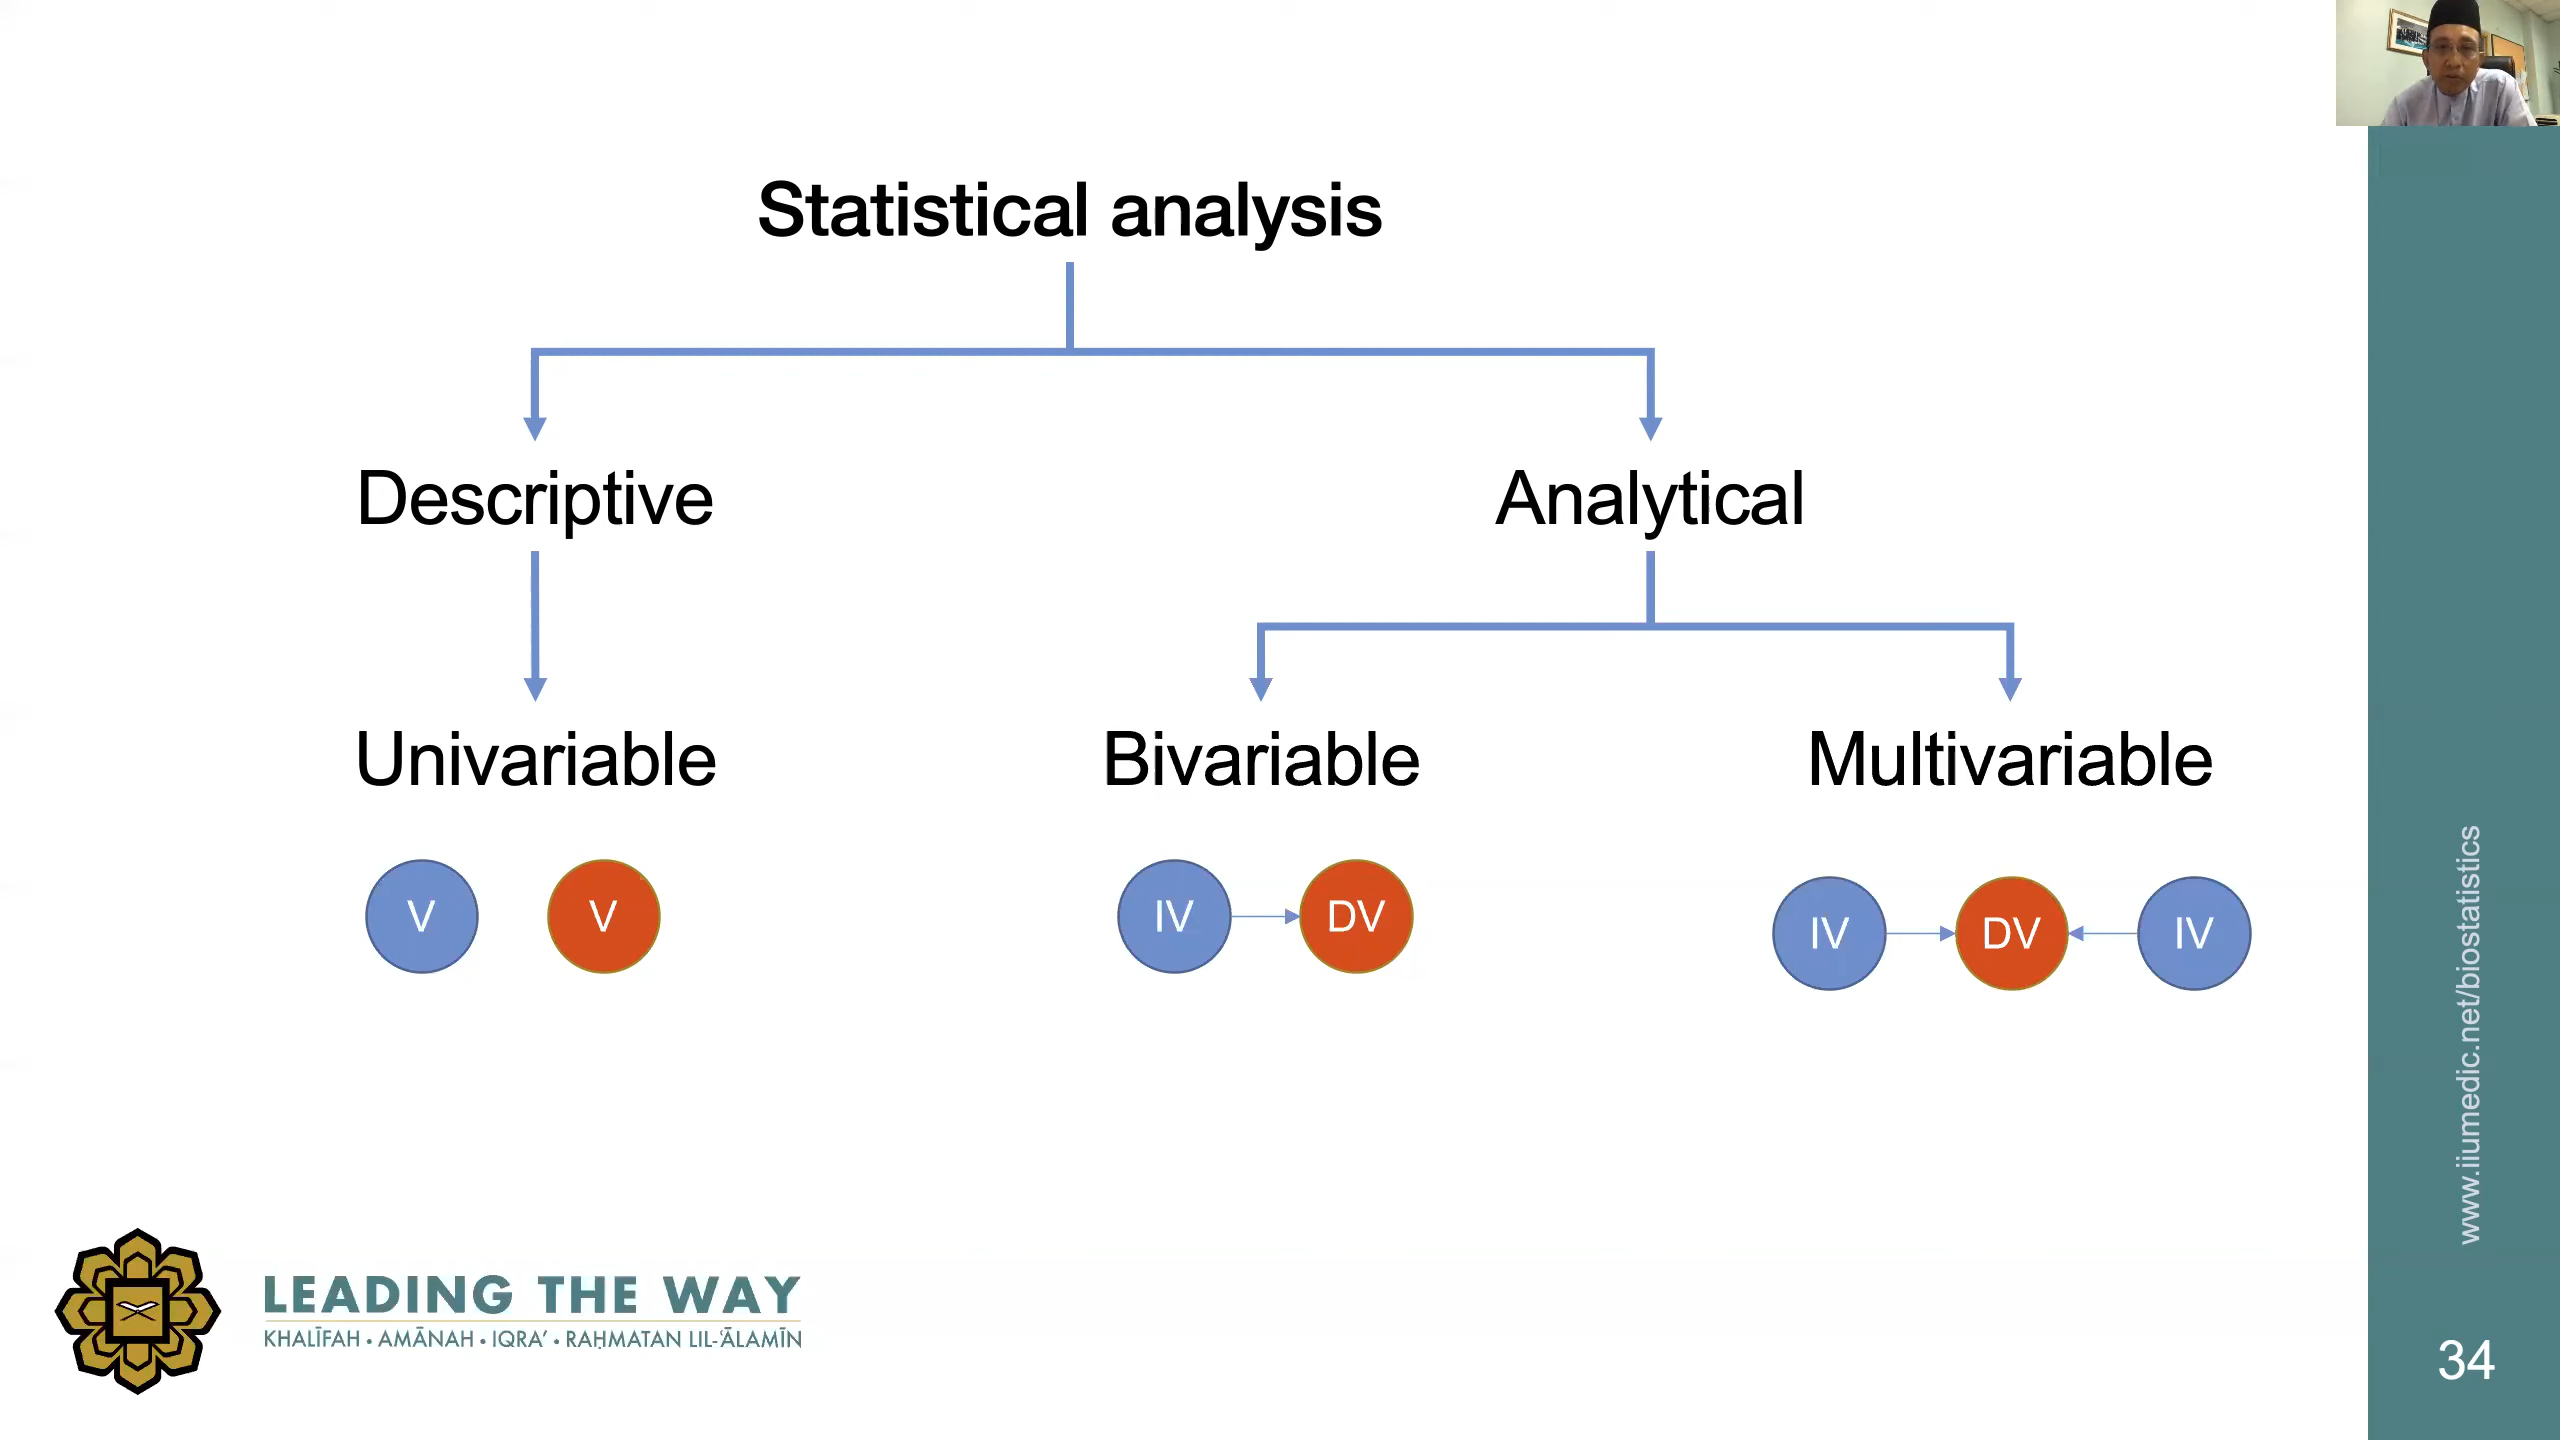 Statistical analysis
Descriptive
Analytical
Univariable
Bivariable
Multivariable
V
V
IV
DV
IV
DV
IV
www.iiumedic.net/biostatistics
LEADING THE WAY
KHALĪFAH • AMĀNAH • IQRA’ • RAḤMATAN LIL-ʿĀLAMĪN
34